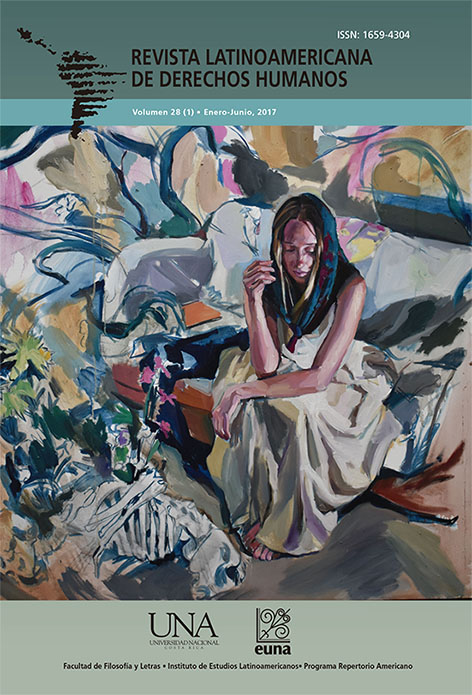 ISSN: 1659-4304
REVISTA LATINOAMERICANA
DE DERECHOS HUMANOS
Volumen 28 (1) • Enero-Junio, 2017
UNA
UNIVERSIDAD NACIONAL
COSTA RICA
euna
Facultad de Filosofía y Letras • Instituto de Estudios Latinoamericanos• Programa Repertorio Americano